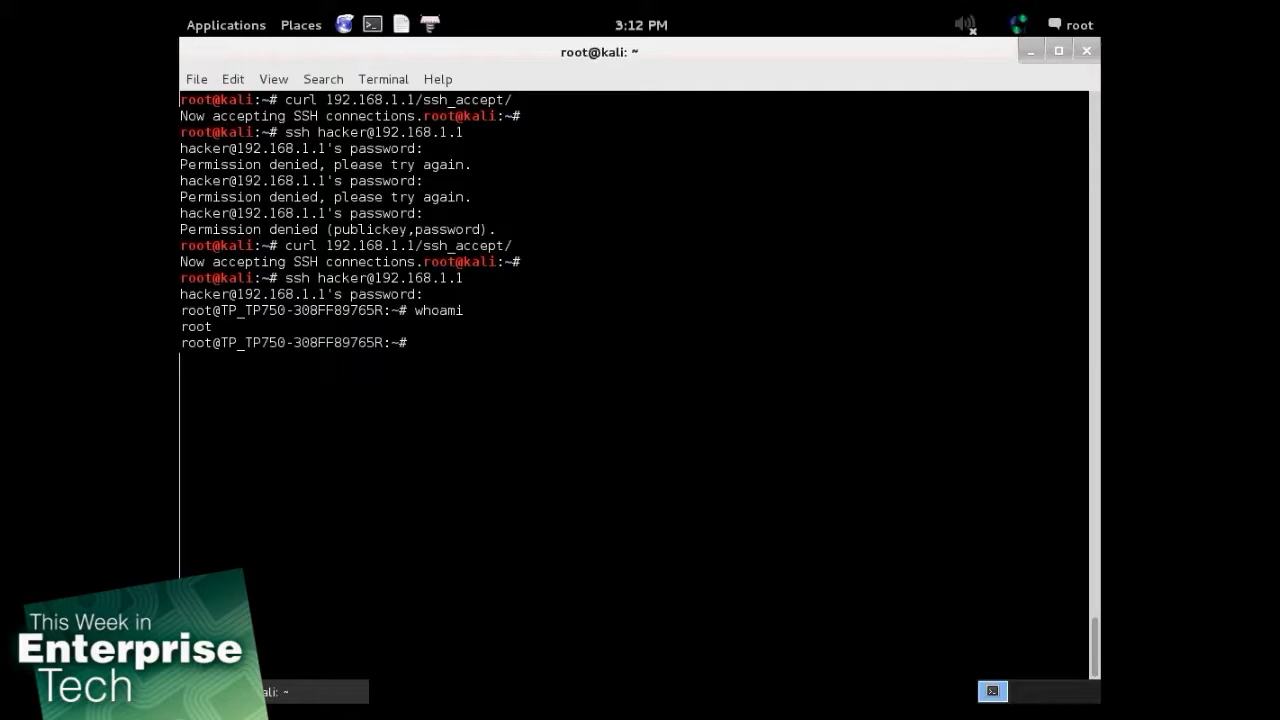 Applications Places 3:12 PM root
root@kali: ~
File Edit View Search Terminal Help
root@kali:~# curl 192.168.1.1/ssh_accept/
Now accepting SSH connections.root@kali:~#
root@kali:~# ssh hacker@192.168.1.1
hacker@192.168.1.1's password:
Permission denied, please try again.
hacker@192.168.1.1's password:
Permission denied, please try again.
hacker@192.168.1.1's password:
Permission denied (publickey,password).
root@kali:~# curl 192.168.1.1/ssh_accept/
Now accepting SSH connections.root@kali:~#
root@kali:~# ssh hacker@192.168.1.1
hacker@192.168.1.1's password:
root@TP_TP750-308FF89765R:~# whoami
root
root@TP_TP750-308FF89765R:~#
This Week in
Enterprise
Tech
ali: ~